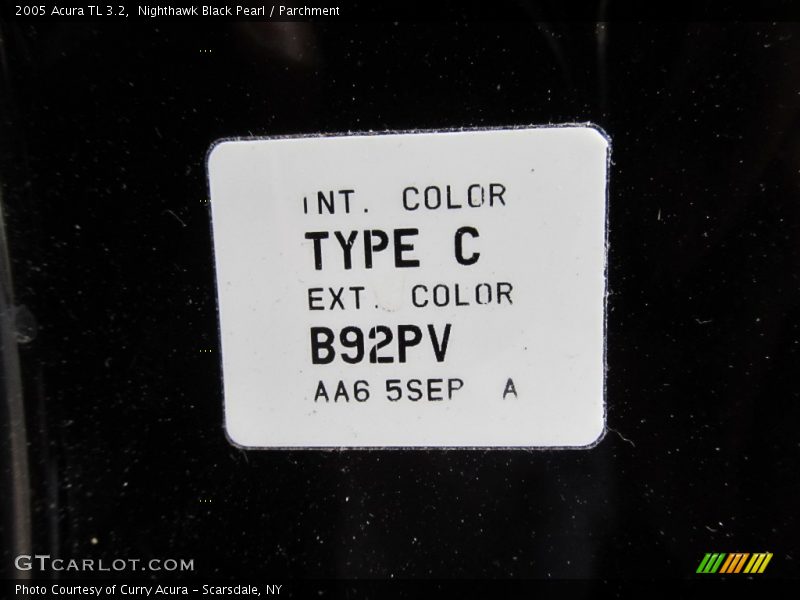 2005 Acura TL 3.2,  Nighthawk Black Pearl / Parchment
INT. COLOR
TYPE C
EXT. COLOR
B92PV
AA6 5SEP A
GTCARLOT.COM
Photo Courtesy of Curry Acura - Scarsdale, NY